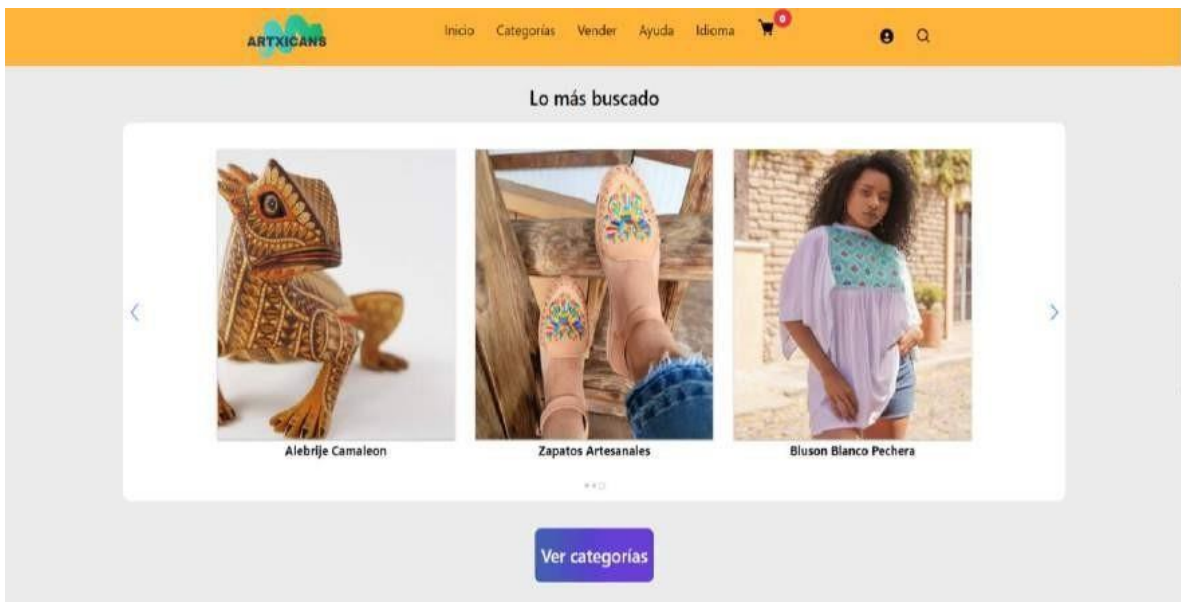 ARTXICANS
Inicio Categorías Vender Ayuda Idioma 0
Lo más buscado
Alebrije Camaleon Zapatos Artesanales Bluson Blanco Pechera
Ver categorías